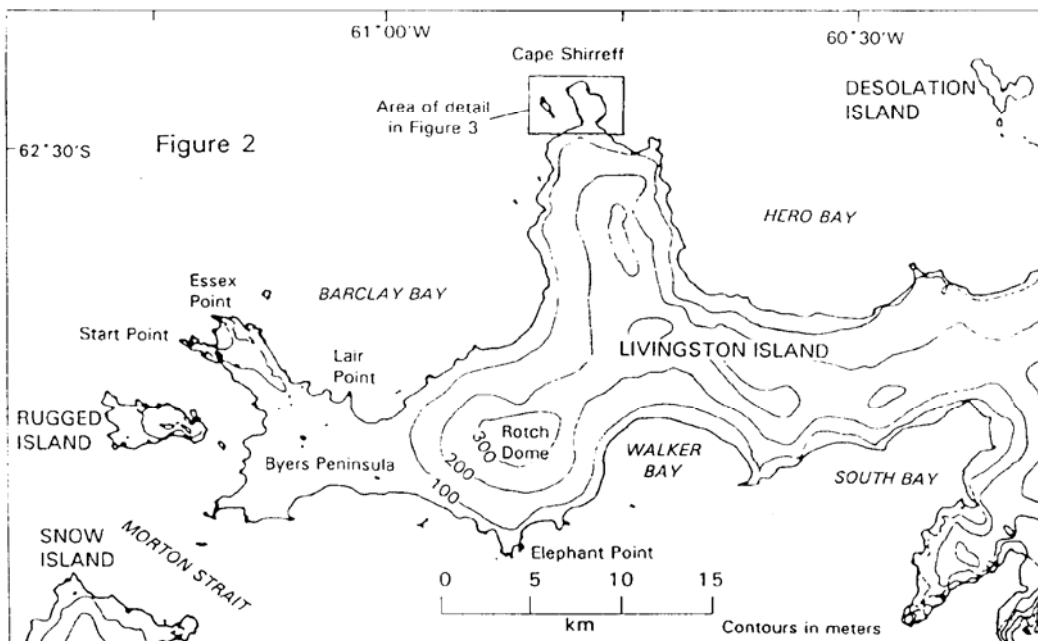 61°00'W
60°30'W
Cape Shirreff
DESOLATION
ISLAND
Area of detail
in Figure 3
Figure 2
62°30'S
HERO BAY
Essex
Point
BARCLAY BAY
Start Point
Lair
Point
LIVINGSTON ISLAND
RUGGED
ISLAND
Rotch
Dome
300
200
100
Byers Peninsula
WALKER
BAY
SOUTH BAY
SNOW
ISLAND
MORTON STRAIT
Elephant Point
0 5 10 15
km
Contours in meters